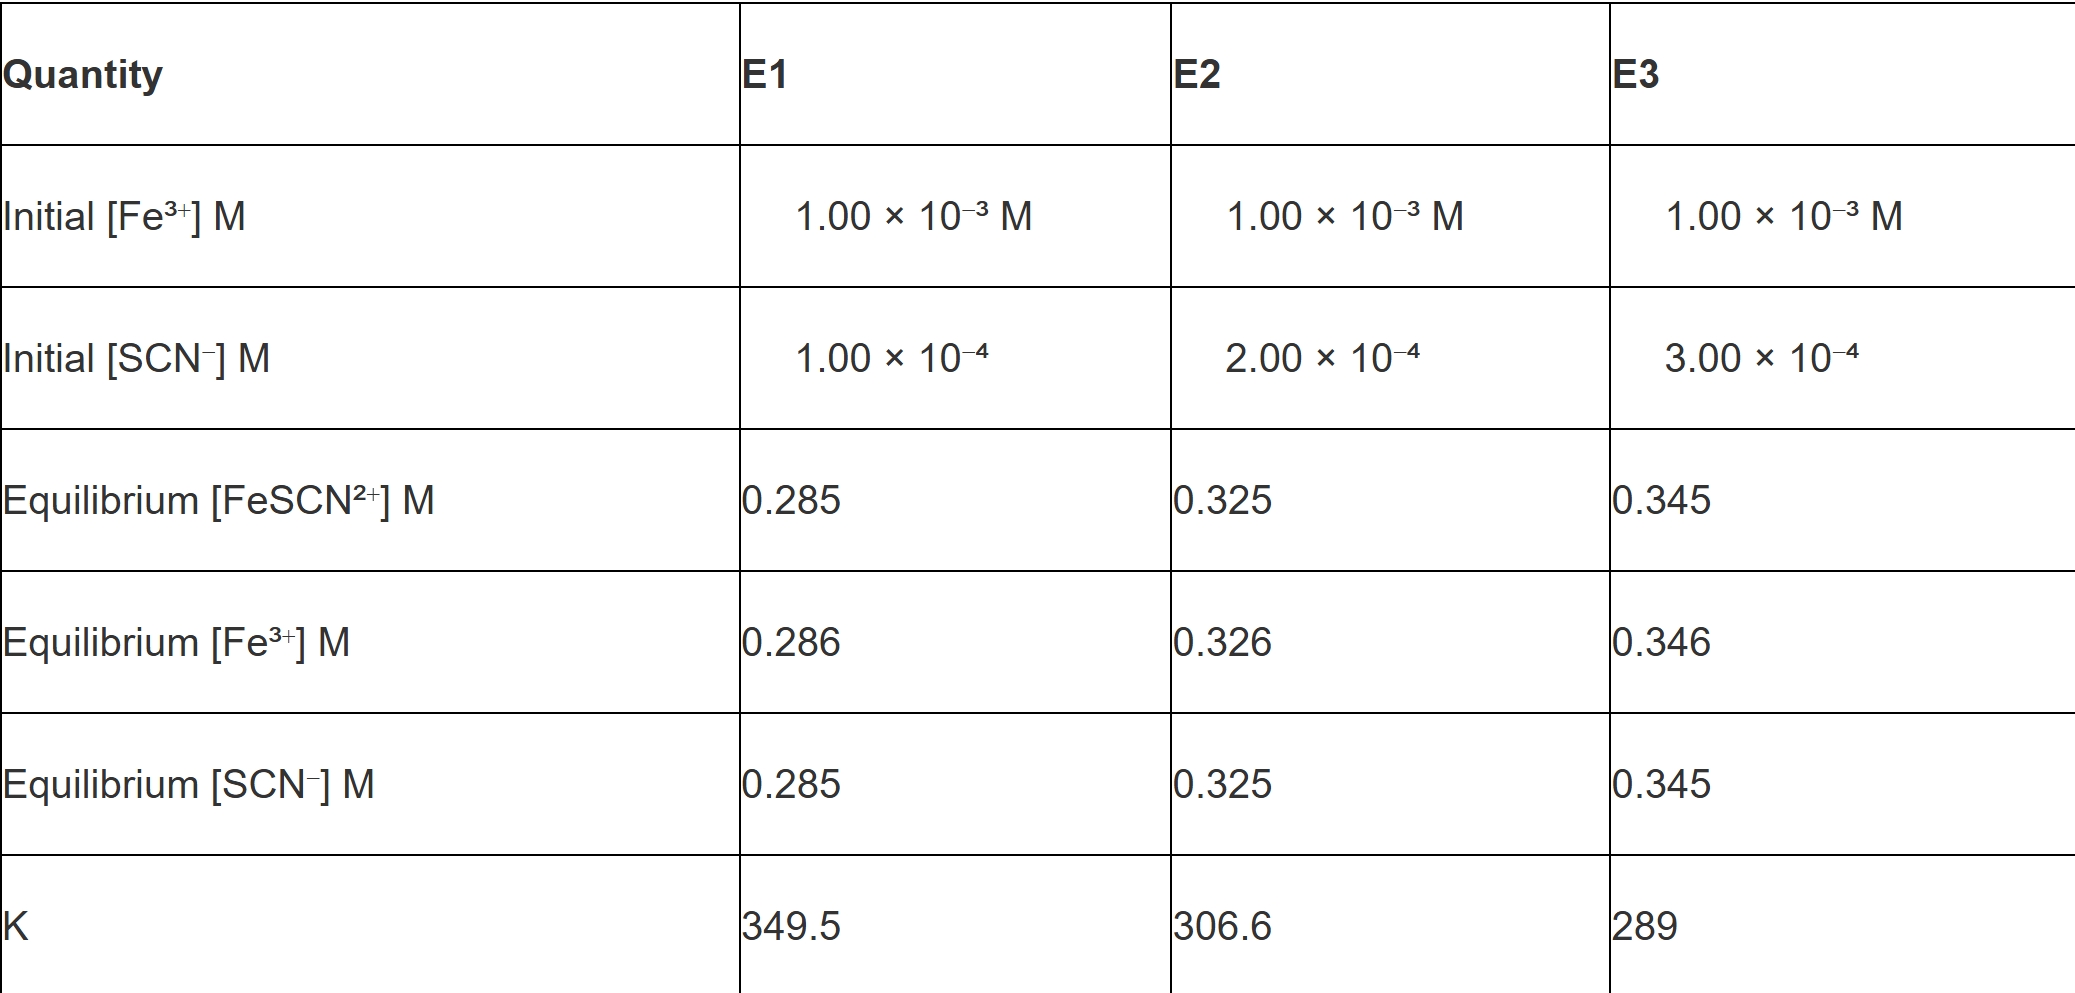 Quantity E1 E2 E3
Initial [Fe³⁺] M 1.00 × 10⁻³ M 1.00 × 10⁻³ M 1.00 × 10⁻³ M
Initial [SCN⁻] M 1.00 × 10⁻⁴ 2.00 × 10⁻⁴ 3.00 × 10⁻⁴
Equilibrium [FeSCN²⁺] M 0.285 0.325 0.345
Equilibrium [Fe³⁺] M 0.286 0.326 0.346
Equilibrium [SCN⁻] M 0.285 0.325 0.345
K 349.5 306.6 289